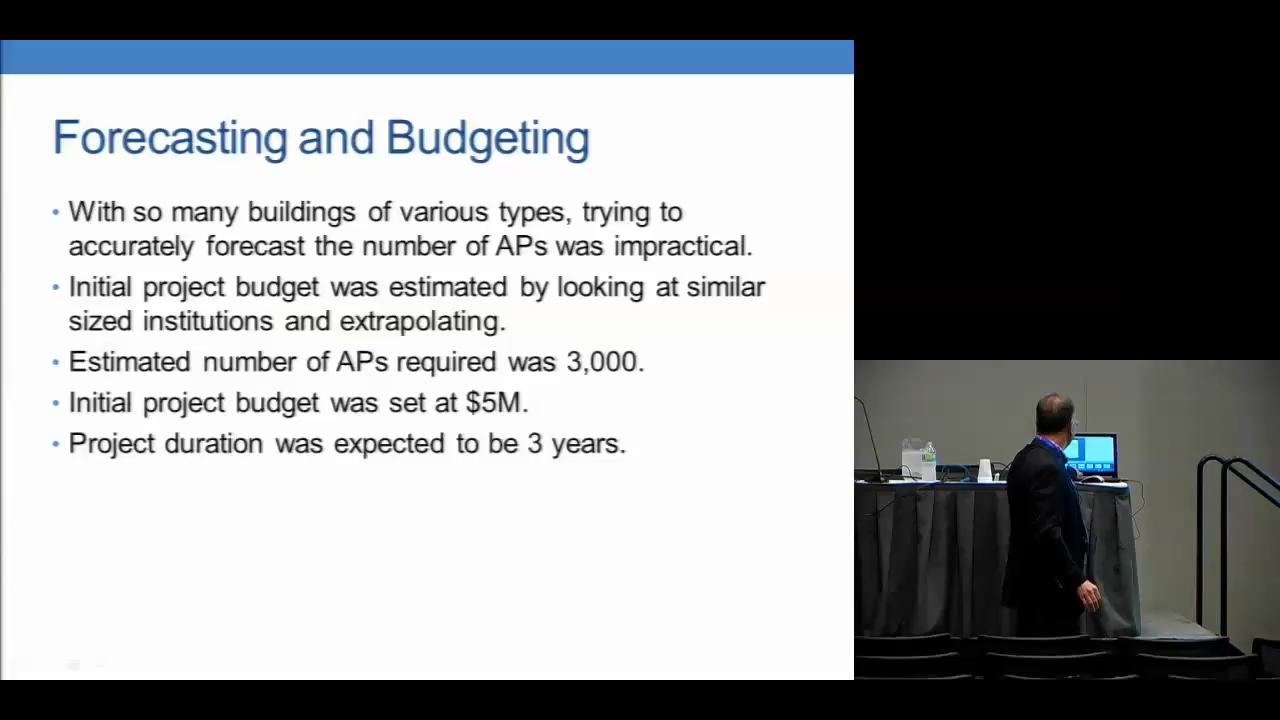 Forecasting and Budgeting
• With so many buildings of various types, trying to
accurately forecast the number of APs was impractical.
• Initial project budget was estimated by looking at similar
sized institutions and extrapolating.
• Estimated number of APs required was 3,000.
• Initial project budget was set at $5M.
• Project duration was expected to be 3 years.